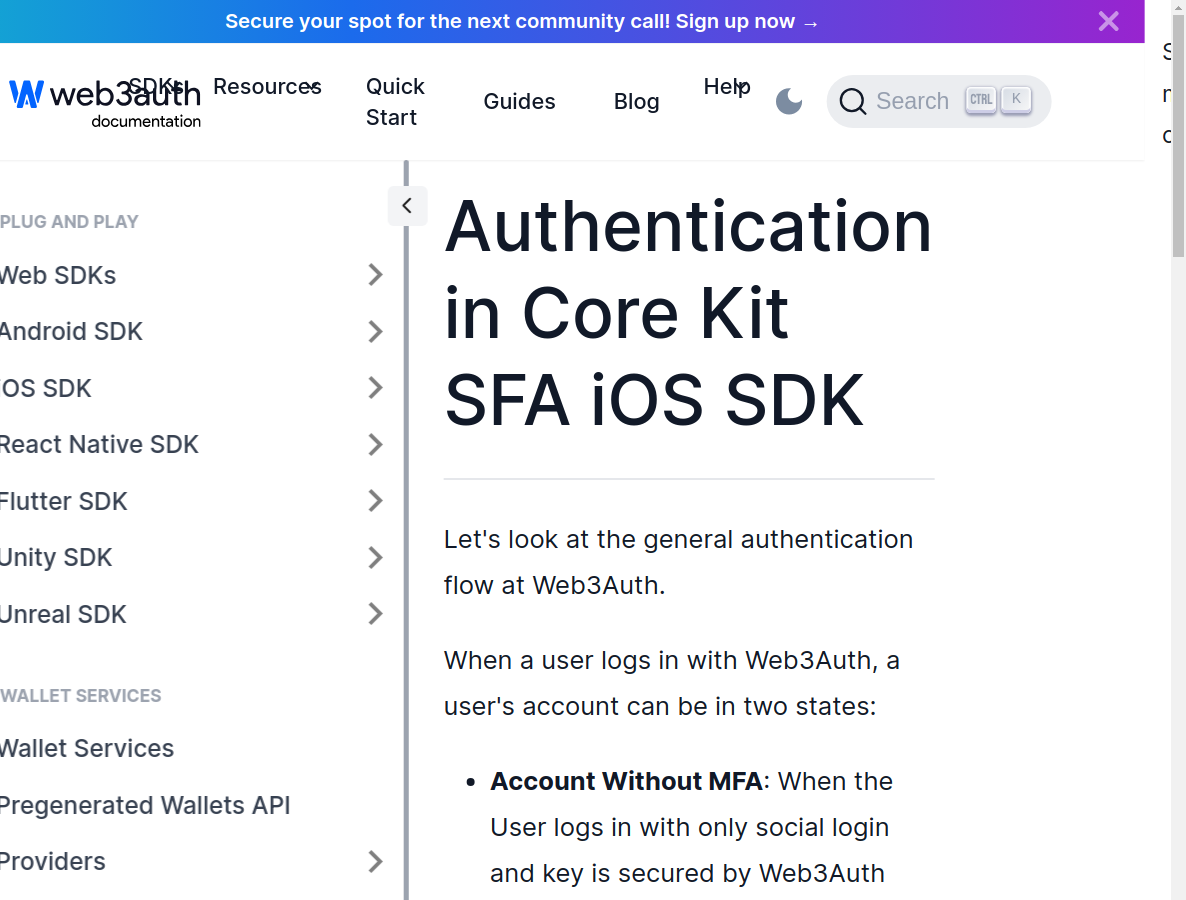 Secure your spot for the next community call! Sign up now →
web3auth
documentation
SDKs
Resources
Quick
Start
Guides
Blog
Help
Search
CTRL
K
PLUG AND PLAY
Web SDKs
Android SDK
iOS SDK
React Native SDK
Flutter SDK
Unity SDK
Unreal SDK
WALLET SERVICES
Wallet Services
Pregenerated Wallets API
Providers
Authentication
in Core Kit
SFA iOS SDK
Let's look at the general authentication
flow at Web3Auth.
When a user logs in with Web3Auth, a
user's account can be in two states:
• Account Without MFA: When the
User logs in with only social login
and key is secured by Web3Auth